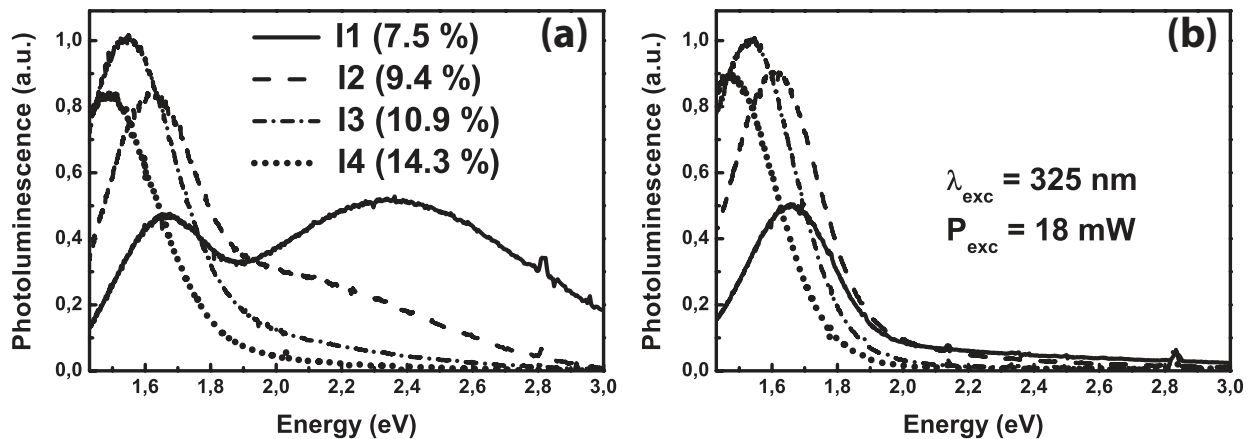 (a)
I1 (7.5 %)
I2 (9.4 %)
I3 (10.9 %)
I4 (14.3 %)
Photoluminescence (a.u.)
1,0
0,8
0,6
0,4
0,2
0,0
1,6 1,8 2,0 2,2 2,4 2,6 2,8 3,0
Energy (eV)
(b)
λexc = 325 nm
Pexc = 18 mW
Photoluminescence (a.u.)
1,0
0,8
0,6
0,4
0,2
0,0
1,6 1,8 2,0 2,2 2,4 2,6 2,8 3,0
Energy (eV)